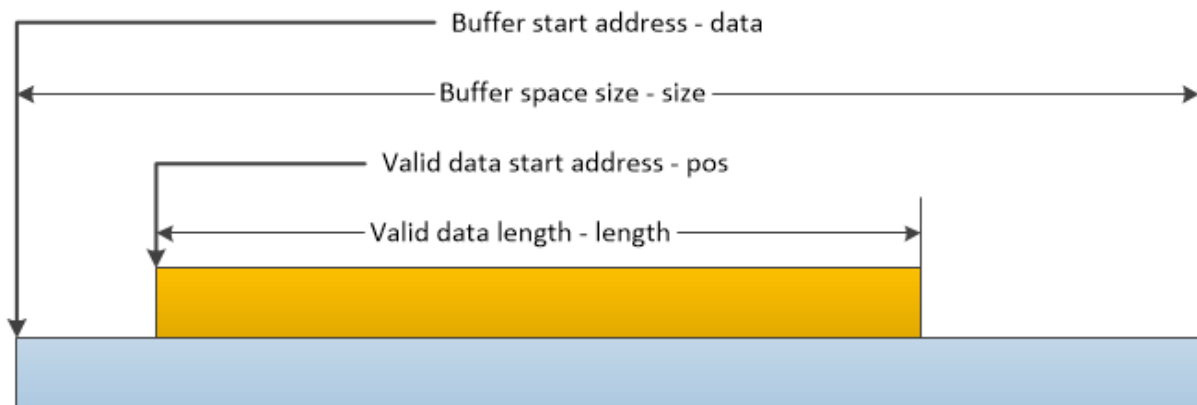 Buffer start address - data
Buffer space size - size
Valid data start address - pos
Valid data length - length